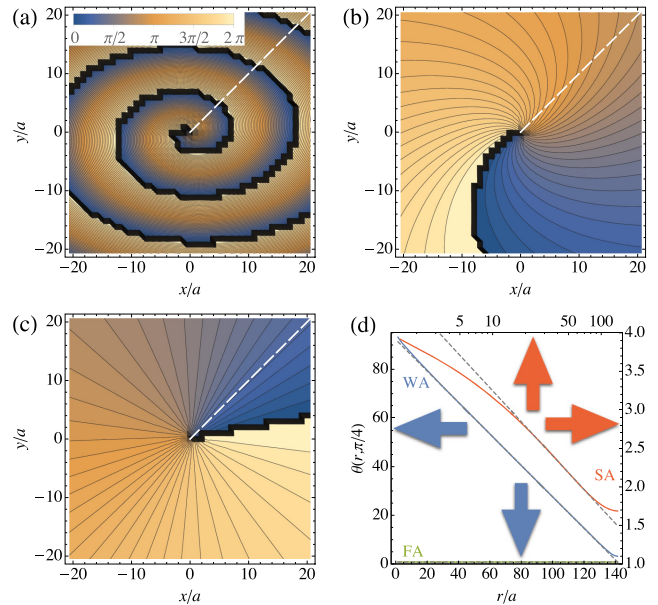 (a)
0 π/2 π 3π/2 2 π
20
10
0
−10
−20
y/a
−20 −10 0 10 20
x/a
(b)
20
10
0
−10
−20
y/a
−20 −10 0 10 20
x/a
(c)
20
10
0
−10
−20
y/a
−20 −10 0 10 20
x/a
(d)
5 10 50 100
80
60
40
20
0
θ(r,π/4)
4.0
3.5
3.0
2.5
2.0
1.5
1.0
WA
SA
FA
0 20 40 60 80 100 120 140
r/a